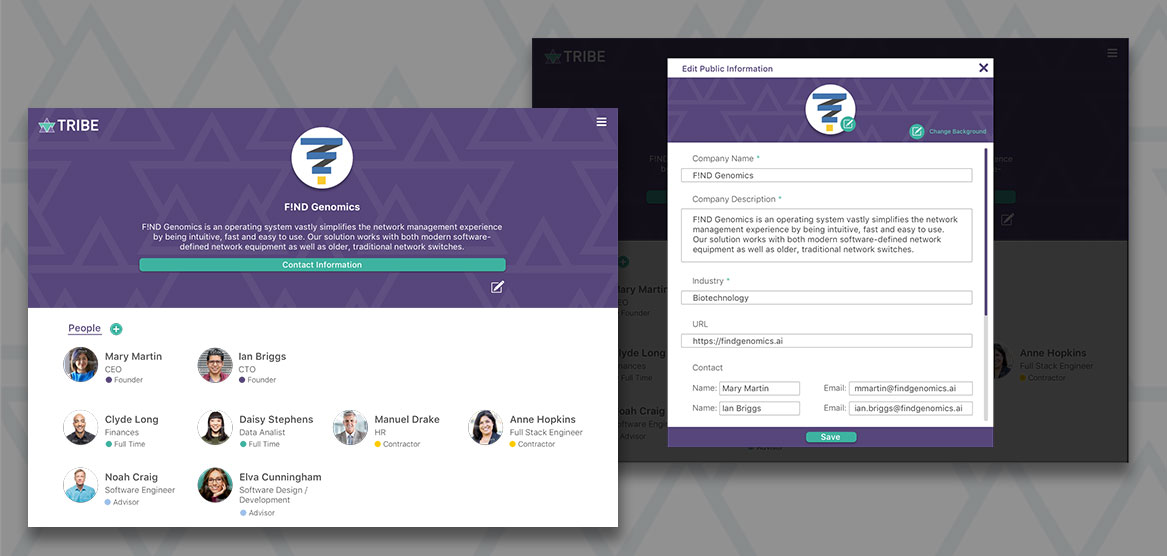 TRIBE
F!ND Genomics
F!ND Genomics is an operating system vastly simplifies the network management experience
by being intuitive, fast and easy to use. Our solution works with both modern software-
defined network equipment as well as older, traditional network switches.
Contact Information
People
Mary Martin
CEO
Founder
Ian Briggs
CTO
Founder
Clyde Long
Finances
Full Time
Daisy Stephens
Data Analist
Full Time
Manuel Drake
HR
Contractor
Anne Hopkins
Full Stack Engineer
Contractor
Noah Craig
Software Engineer
Advisor
Elva Cunningham
Software Design /
Development
Advisor
TRIBE
Edit Public Information
Change Background
Company Name *
F!ND Genomics
Company Description *
F!ND Genomics is an operating system vastly simplifies the network
management experience by being intuitive, fast and easy to use.
Our solution works with both modern software-defined network
equipment as well as older, traditional network switches.
Industry *
Biotechnology
URL
https://findgenomics.ai
Contact
Name: Mary Martin Email: mmartin@findgenomics.ai
Name: Ian Briggs Email: ian.briggs@findgenomics.ai
Save
Anne Hopkins
Full Stack Engineer
Contractor